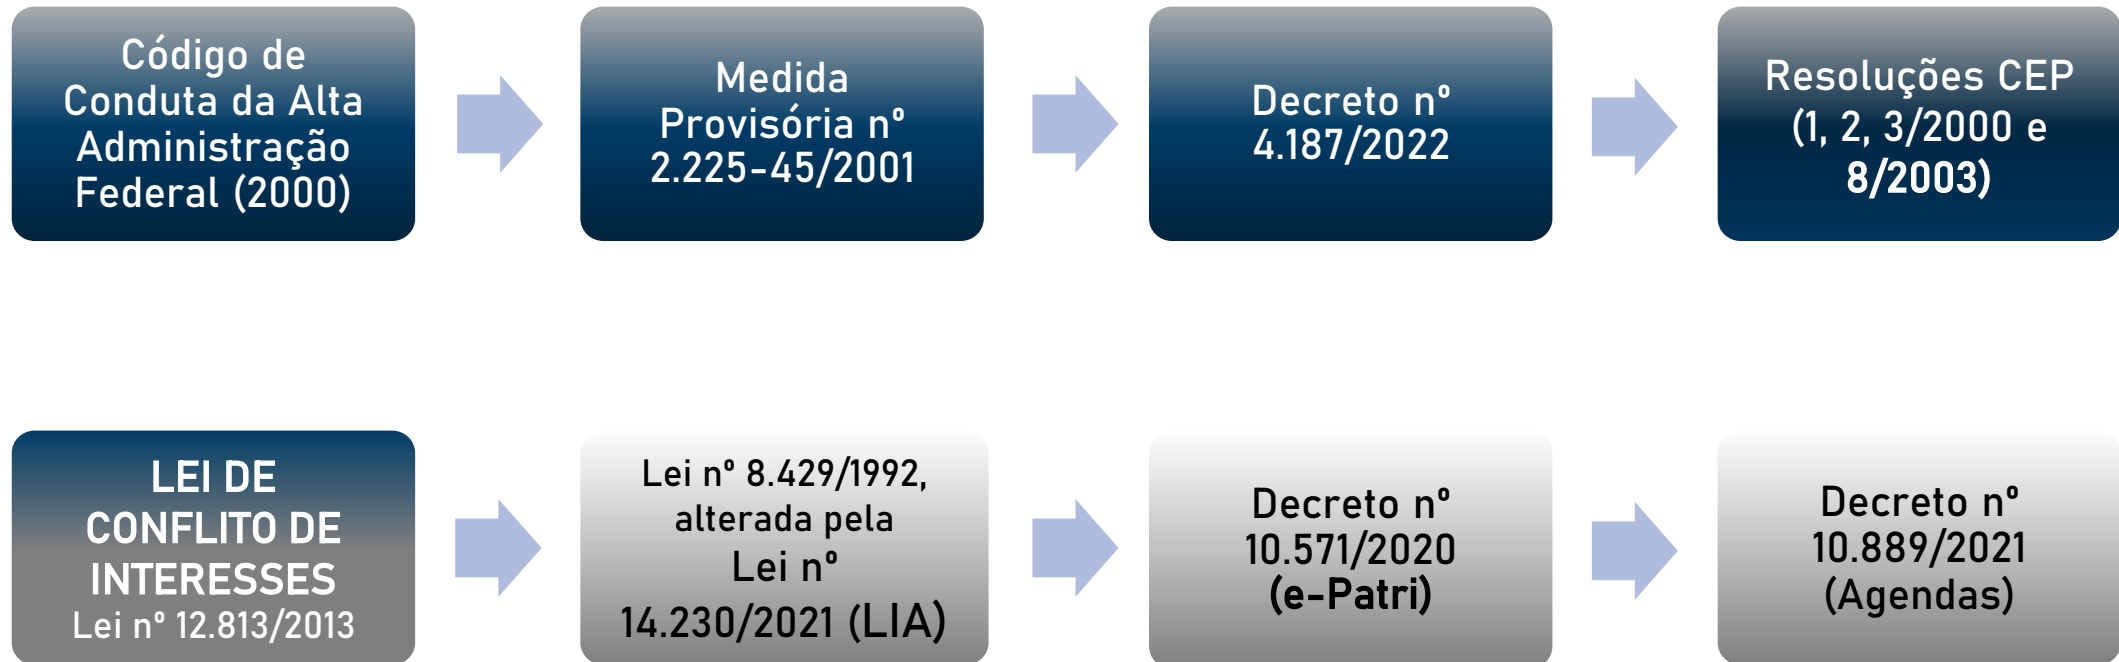 Código de
Conduta da Alta
Administração
Federal (2000)
Medida
Provisória nº
2.225-45/2001
Decreto nº
4.187/2022
Resoluções CEP
(1, 2, 3/2000 e
8/2003)
LEI DE
CONFLITO DE
INTERESSES
Lei nº 12.813/2013
Lei nº 8.429/1992,
alterada pela
Lei nº
14.230/2021 (LIA)
Decreto nº
10.571/2020
(e-Patri)
Decreto nº
10.889/2021
(Agendas)